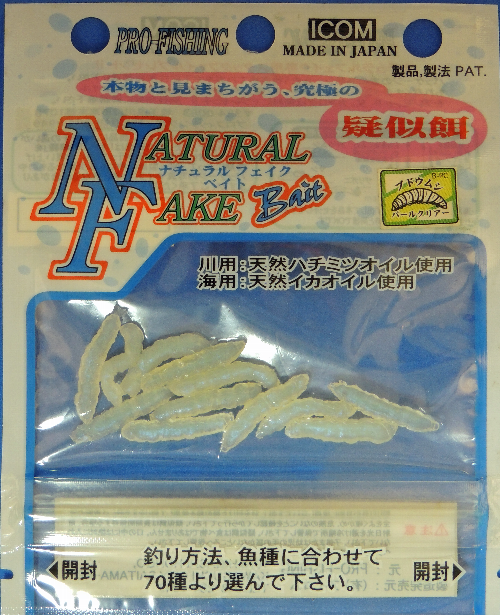 PRO-FISHING
ICOM
MADE IN JAPAN
製品,製法 PAT.
本物と見まちがう、究極の
疑似餌
NATURAL
ナチュラル フェイク
ベイト
FAKE Bait
ブドウムシ
パールクリアー
川用:天然ハチミツオイル使用
海用:天然イカオイル使用
釣り方法、魚種に合わせて
70種より選んで下さい。
開封
開封